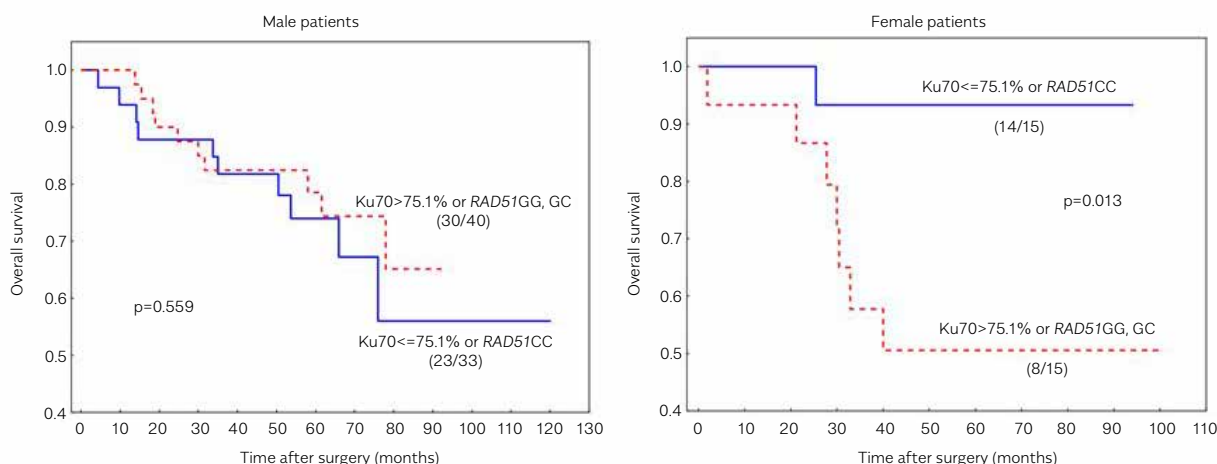 Male patients
Overall survival
1.0
0.9
0.8
0.7
0.6
0.5
0.4
Ku70>75.1% or RAD51GG, GC
(30/40)
p=0.559
Ku70<=75.1% or RAD51CC
(23/33)
0 10 20 30 40 50 60 70 80 90 100 110 120 130
Time after surgery (months)
Female patients
Overall survival
1.0
0.9
0.8
0.7
0.6
0.5
0.4
Ku70<=75.1% or RAD51CC
(14/15)
p=0.013
Ku70>75.1% or RAD51GG, GC
(8/15)
0 10 20 30 40 50 60 70 80 90 100 110
Time after surgery (months)